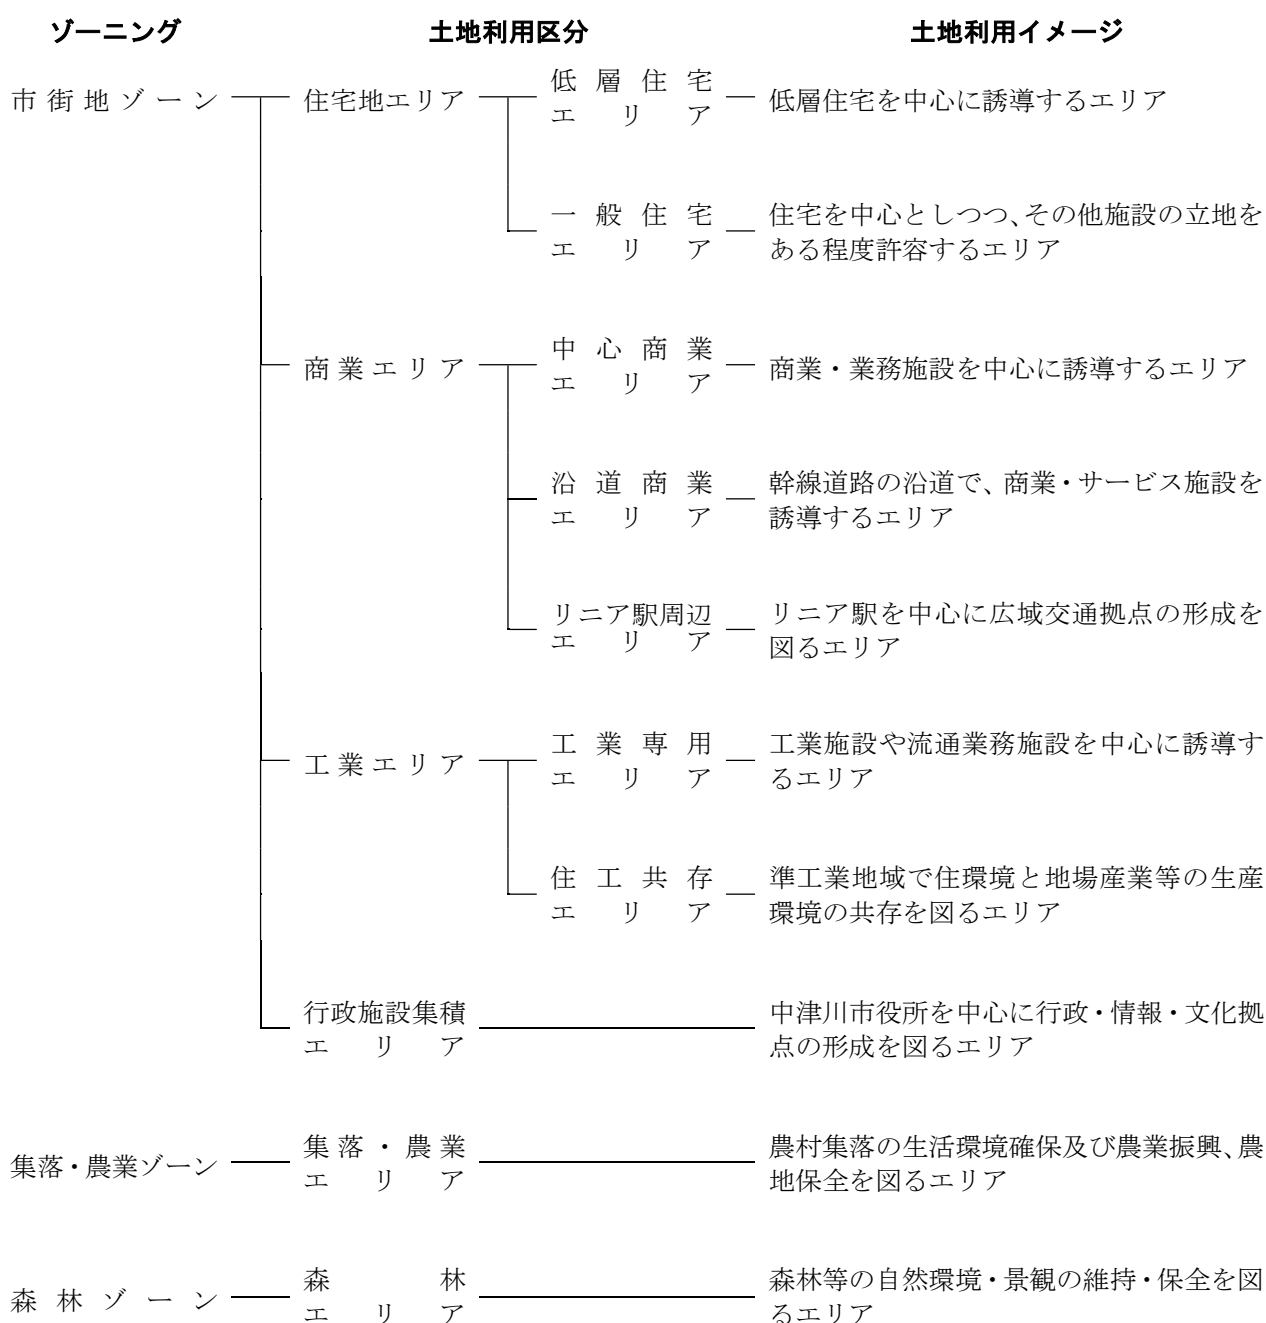 ゾーニング 土地利用区分 土地利用イメージ
市街地ゾーン
住宅地エリア
低層住宅
エリア
低層住宅を中心に誘導するエリア
一般住宅
エリア
住宅を中心としつつ、その他施設の立地を
ある程度許容するエリア
商業エリア
中心商業
エリア
商業・業務施設を中心に誘導するエリア
沿道商業
エリア
幹線道路の沿道で、商業・サービス施設を
誘導するエリア
リニア駅周辺
エリア
リニア駅を中心に広域交通拠点の形成を
図るエリア
工業エリア
工業専用
エリア
工業施設や流通業務施設を中心に誘導す
るエリア
住工共存
エリア
準工業地域で住環境と地場産業等の生産
環境の共存を図るエリア
行政施設集積
エリア
中津川市役所を中心に行政・情報・文化拠
点の形成を図るエリア
集落・農業ゾーン
集落・農業
エリア
農村集落の生活環境確保及び農業振興、農
地保全を図るエリア
森林ゾーン
森林
エリア
森林等の自然環境・景観の維持・保全を図
るエリア